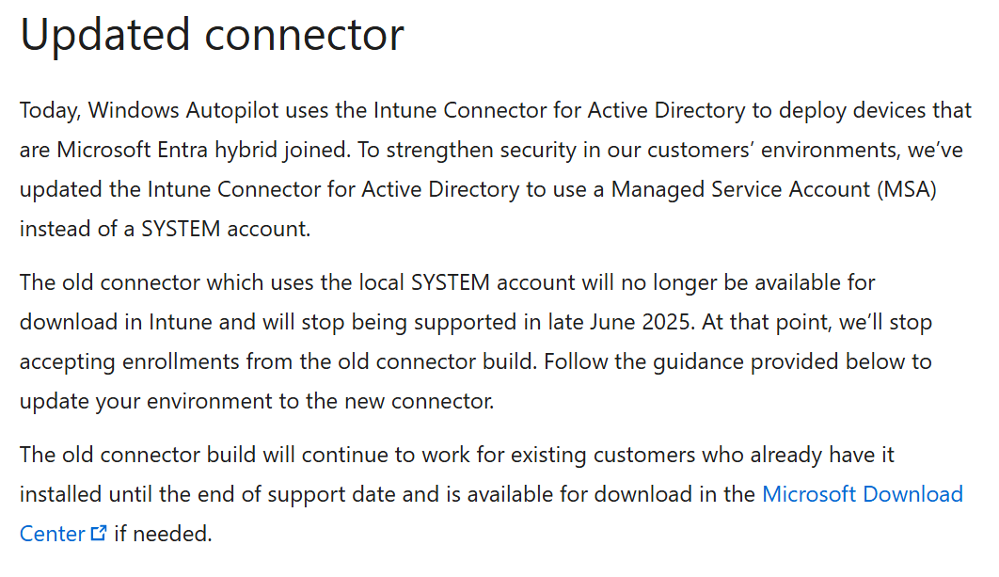 Updated connector
Today, Windows Autopilot uses the Intune Connector for Active Directory to deploy devices that
are Microsoft Entra hybrid joined. To strengthen security in our customers’ environments, we’ve
updated the Intune Connector for Active Directory to use a Managed Service Account (MSA)
instead of a SYSTEM account.
The old connector which uses the local SYSTEM account will no longer be available for
download in Intune and will stop being supported in late June 2025. At that point, we’ll stop
accepting enrollments from the old connector build. Follow the guidance provided below to
update your environment to the new connector.
The old connector build will continue to work for existing customers who already have it
installed until the end of support date and is available for download in the Microsoft Download
Center if needed.